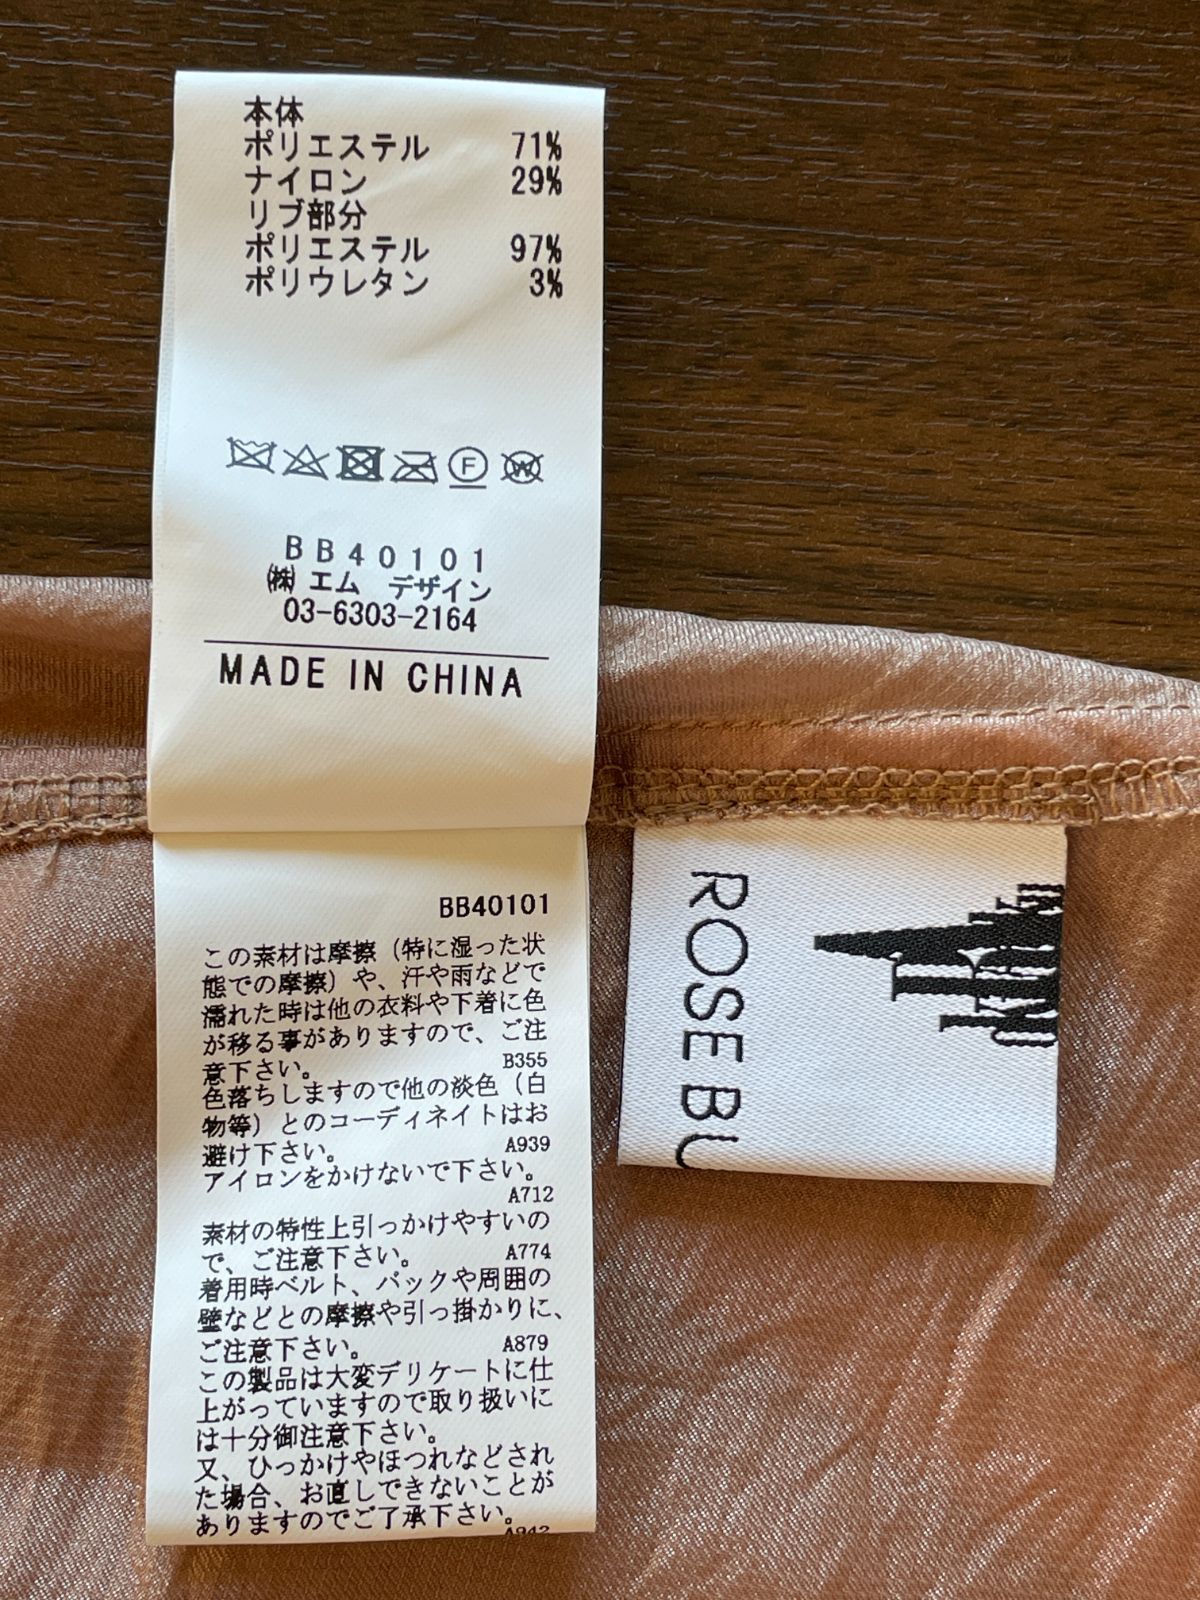 本体
ポリエステル 71%
ナイロン 29%
リブ部分
ポリエステル 97%
ポリウレタン 3%
F
W
BB40101
㈱エム デザイン
03-6303-2164
MADE IN CHINA
BB40101
この素材は摩擦（特に湿った状
態での摩擦）や、汗や雨などで
濡れた時は他の衣料や下着に色
が移る事がありますので、ご注
意下さい。 B355
色落ちしますので他の淡色（白
物等）とのコーディネイトはお
避け下さい。 A939
アイロンをかけないで下さい。
A712
素材の特性上引っかけやすいの
で、ご注意下さい。 A774
着用時ベルト、バックや周囲の
壁などとの摩擦や引っ掛かりに、
ご注意下さい。 A879
この製品は大変デリケートに仕
上がっていますので取り扱いに
は十分御注意下さい。
又、ひっかけやほつれなどされ
た場合、お直しできないことが
ありますのでご了承下さい。
A942
ROSE BU